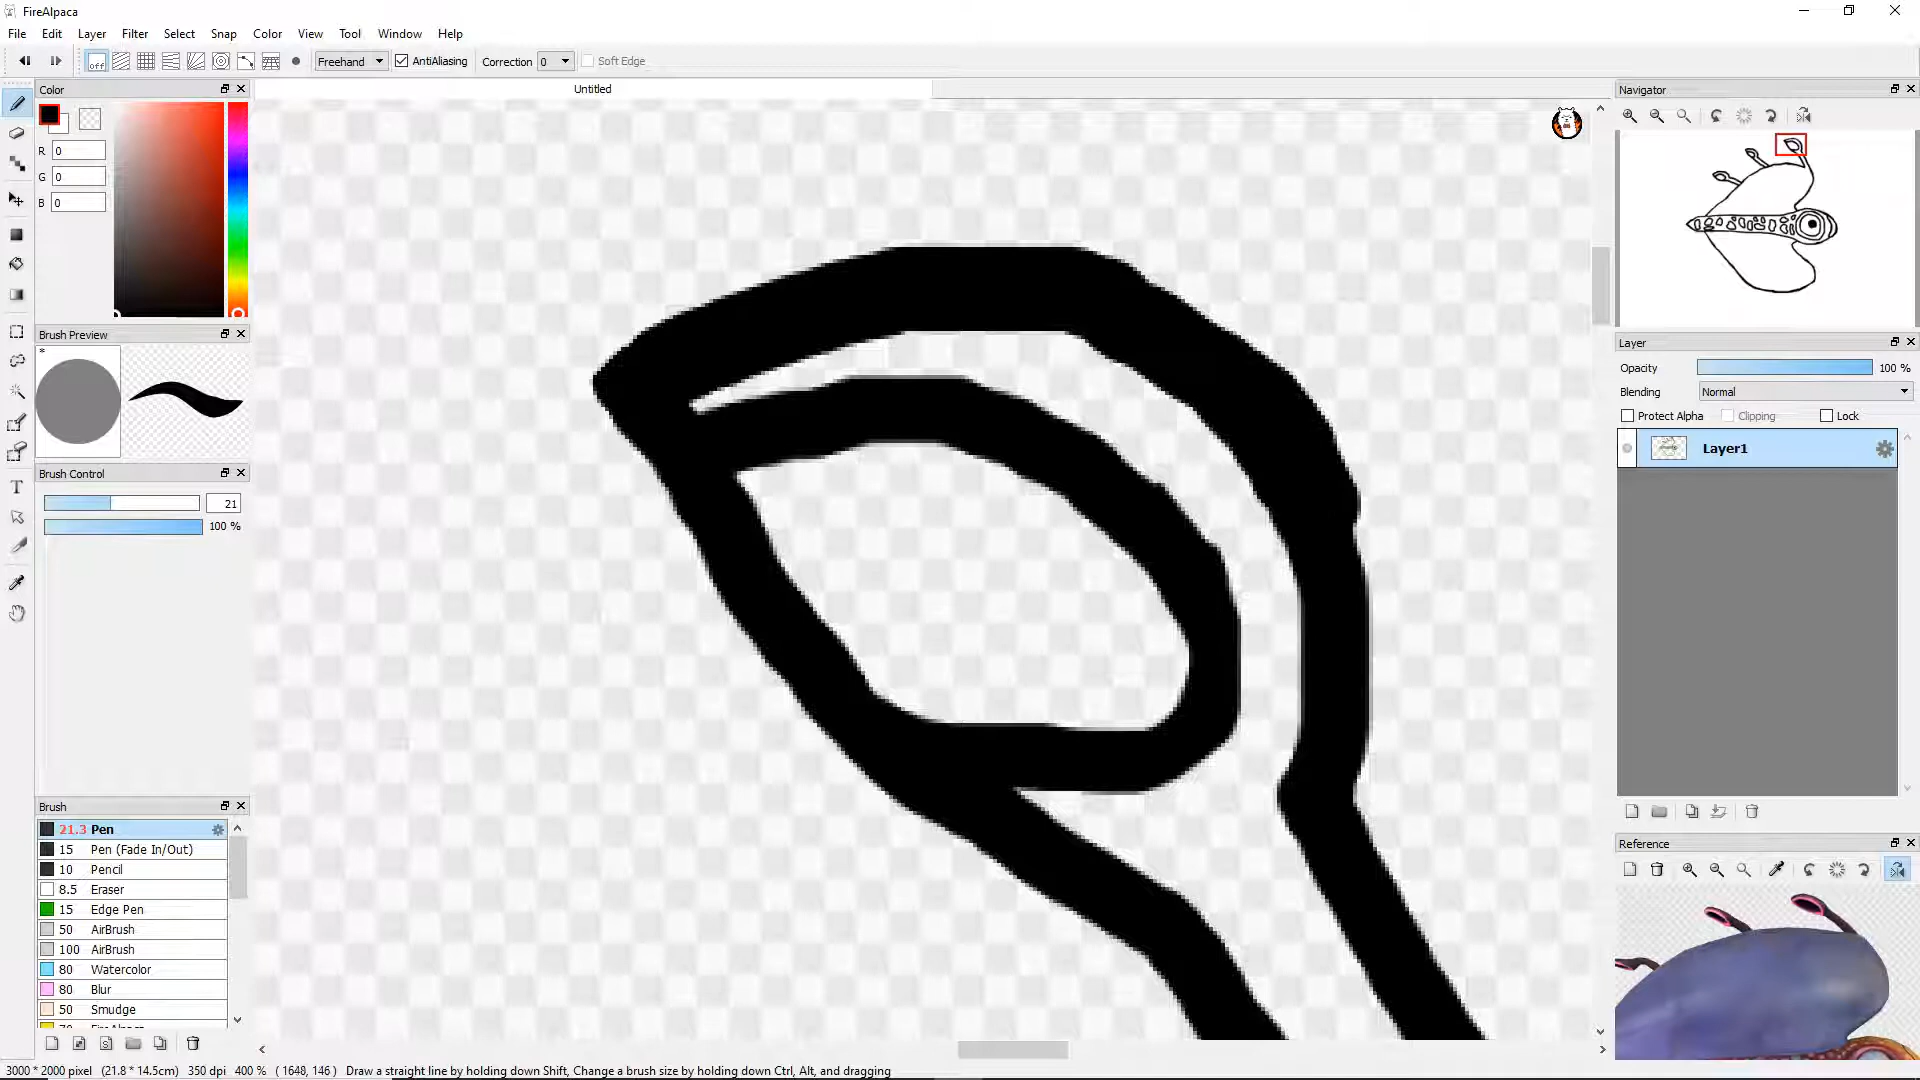 FireAlpaca
File Edit Layer Filter Select Snap Color View Tool Window Help
off Freehand AntiAliasing Correction 0 Soft Edge
Color
Untitled
Navigator
R 0
G 0
B 0
Brush Preview
*
Layer
Opacity 100 %
Blending Normal
Protect Alpha Clipping Lock
Layer1
Brush Control
21
100 %
Brush
21.3 Pen
15 Pen (Fade In/Out)
10 Pencil
8.5 Eraser
15 Edge Pen
50 AirBrush
100 AirBrush
80 Watercolor
80 Blur
50 Smudge
Reference
3000 * 2000 pixel (21.8 * 14.5cm) 350 dpi 400 % ( 1648, 146 ) Draw a straight line by holding down Shift, Change a brush size by holding down Ctrl, Alt, and dragging